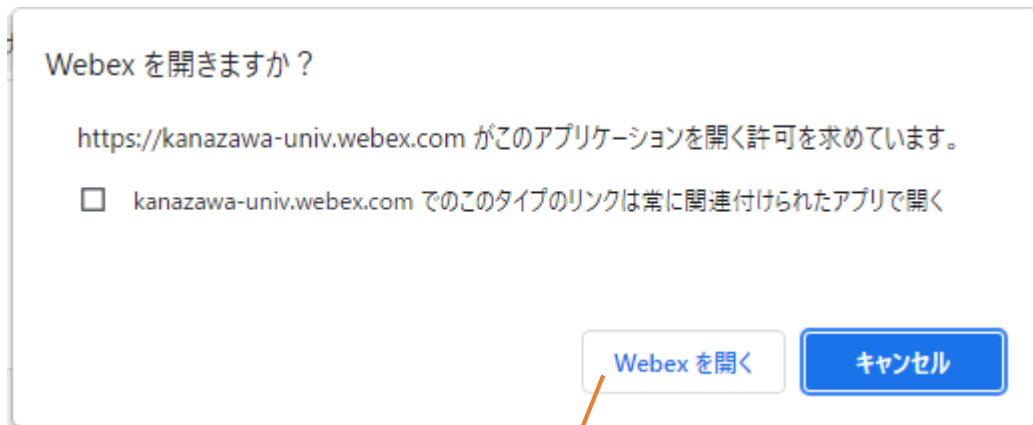 Webex を開きますか？
https://kanazawa-univ.webex.com がこのアプリケーションを開く許可を求めています。
kanazawa-univ.webex.com でのこのタイプのリンクは常に関連付けられたアプリで開く
Webex を開く
キャンセル